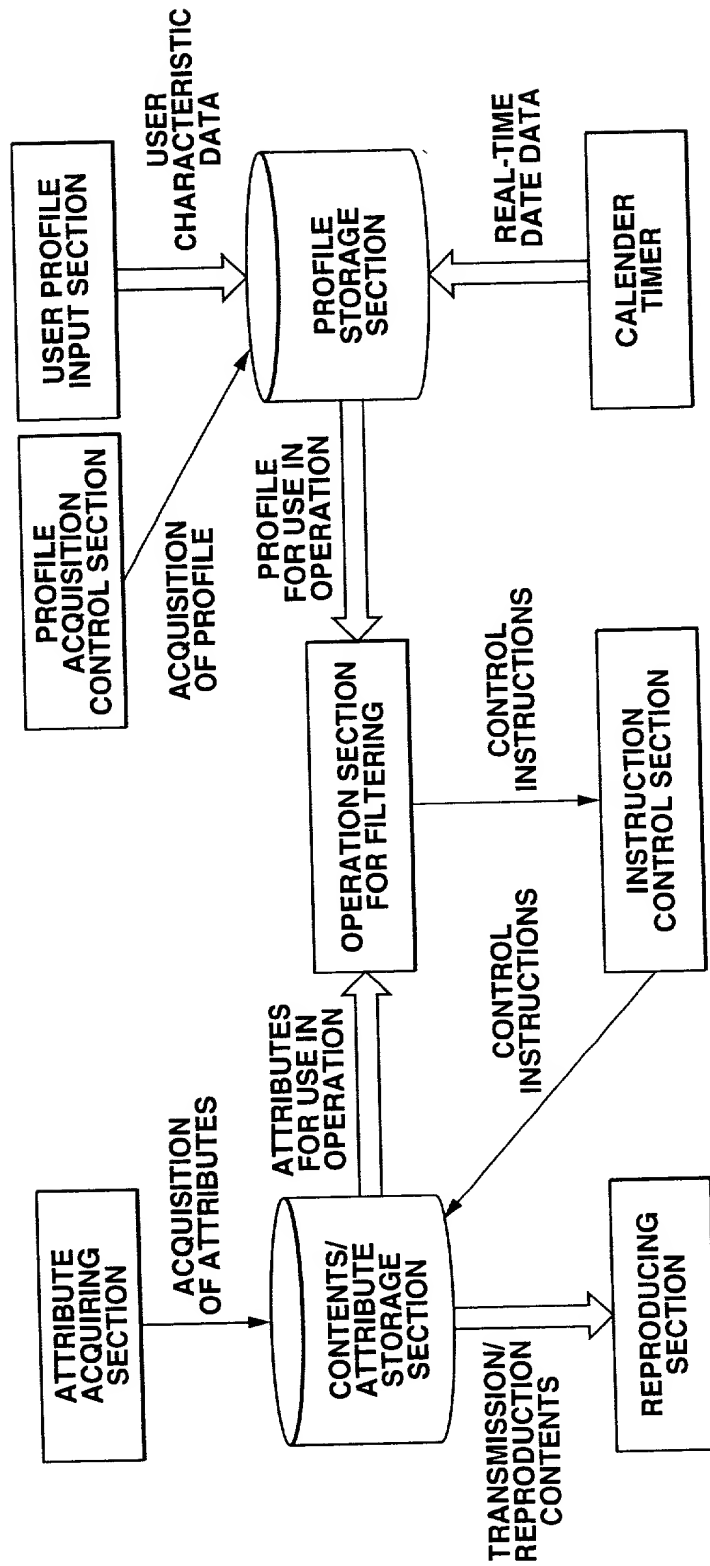 ATTRIBUTE
ACQUIRING
SECTION
PROFILE
ACQUISITION
CONTROL SECTION
USER PROFILE
INPUT SECTION
ACQUISITION
OF ATTRIBUTES
ACQUISITION
OF PROFILE
USER
CHARACTERISTIC
DATA
CONTENTS/
ATTRIBUTE
STORAGE
SECTION
ATTRIBUTES
FOR USE IN
OPERATION
OPERATION SECTION
FOR FILTERING
PROFILE
FOR USE IN
OPERATION
PROFILE
STORAGE
SECTION
TRANSMISSION/
REPRODUCTION
CONTENTS
CONTROL
INSTRUCTIONS
CONTROL
INSTRUCTIONS
REAL-TIME
DATE DATA
REPRODUCING
SECTION
INSTRUCTION
CONTROL SECTION
CALENDER
TIMER